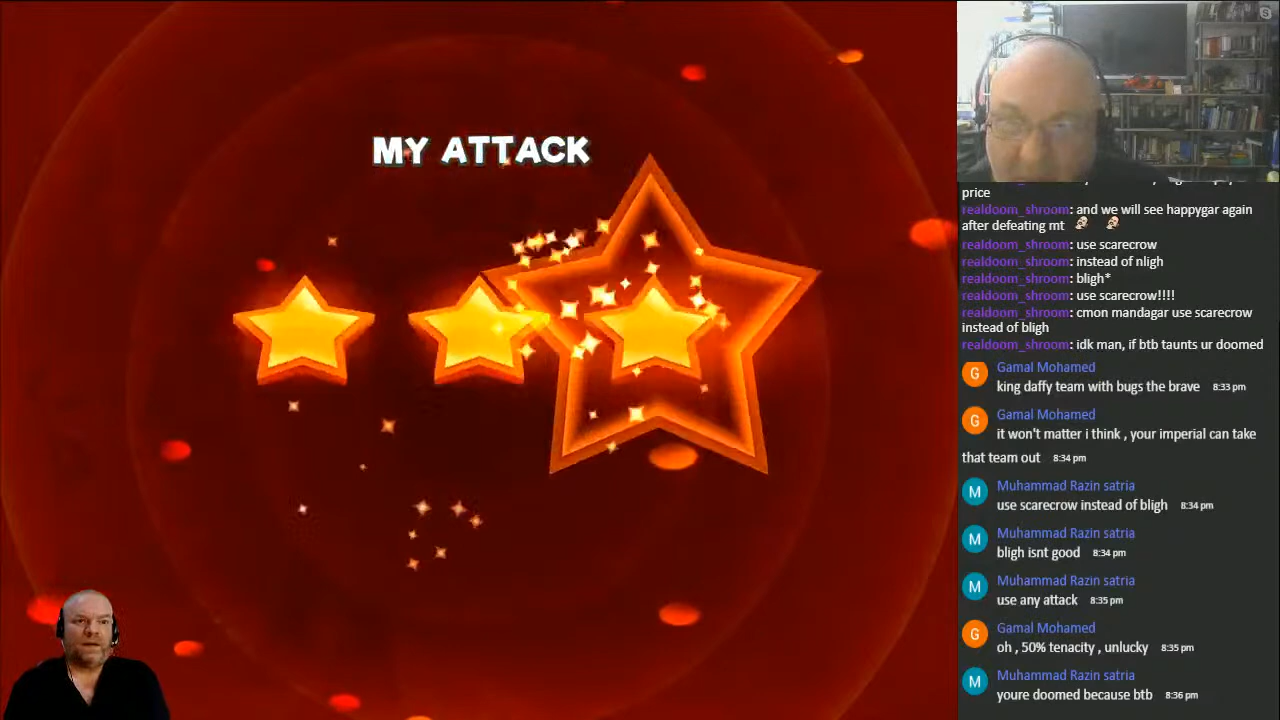 MY ATTACK
price
realdoom_shroom: and we will see happygar again
after defeating mt
realdoom_shroom: use scarecrow
realdoom_shroom: instead of nligh
realdoom_shroom: bligh*
realdoom_shroom: use scarecrow!!!!
realdoom_shroom: cmon mandagar use scarecrow
instead of bligh
realdoom_shroom: idk man, if btb taunts ur doomed
G Gamal Mohamed
king daffy team with bugs the brave 8:33 pm
G Gamal Mohamed
it won't matter i think , your imperial can take
that team out 8:34 pm
M Muhammad Razin satria
use scarecrow instead of bligh 8:34 pm
M Muhammad Razin satria
bligh isnt good 8:34 pm
M Muhammad Razin satria
use any attack 8:35 pm
G Gamal Mohamed
oh , 50% tenacity , unlucky 8:35 pm
M Muhammad Razin satria
youre doomed because btb 8:36 pm